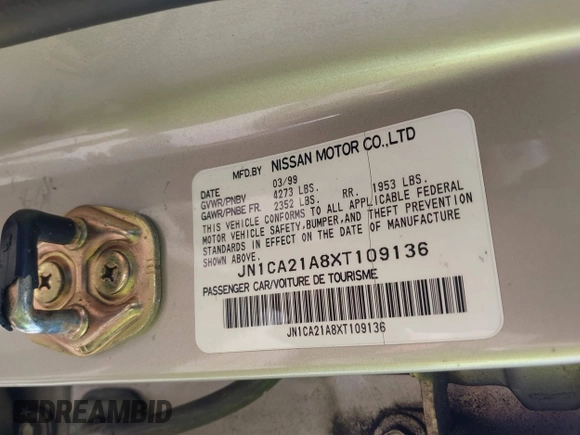 MFD.BY NISSAN MOTOR CO.,LTD
DATE 03/99
GVWR/PNBV 4273 LBS.
GAWR/PNBE FR. 2352 LBS. RR. 1953 LBS.
THIS VEHICLE CONFORMS TO ALL APPLICABLE FEDERAL
MOTOR VEHICLE SAFETY, BUMPER, AND THEFT PREVENTION
STANDARDS IN EFFECT ON THE DATE OF MANUFACTURE
SHOWN ABOVE.
JN1CA21A8XT109136
PASSENGER CAR/VOITURE DE TOURISME
JN1CA21A8XT109136
DREAMBID